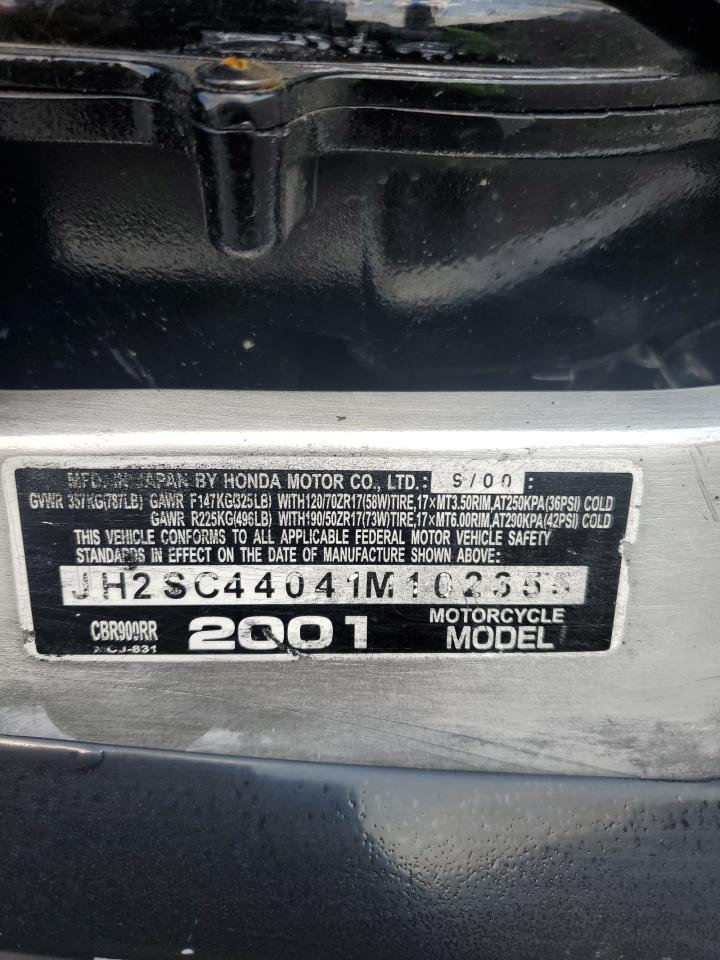 MFD. IN JAPAN BY HONDA MOTOR CO., LTD.: 9/00 :
GVWR 357KG(787LB) GAWR F147KG(325LB) WITH120/70ZR17(58W)TIRE,17×MT3.50RIM,AT250KPA(36PSI) COLD
GAWR R225KG(496LB) WITH190/50ZR17(73W)TIRE,17×MT6.00RIM,AT290KPA(42PSI) COLD
THIS VEHICLE CONFORMS TO ALL APPLICABLE FEDERAL MOTOR VEHICLE SAFETY
STANDARDS IN EFFECT ON THE DATE OF MANUFACTURE SHOWN ABOVE:
JH2SC44041M102355
CBR900RR 2001 MOTORCYCLE
MCJ-831 MODEL